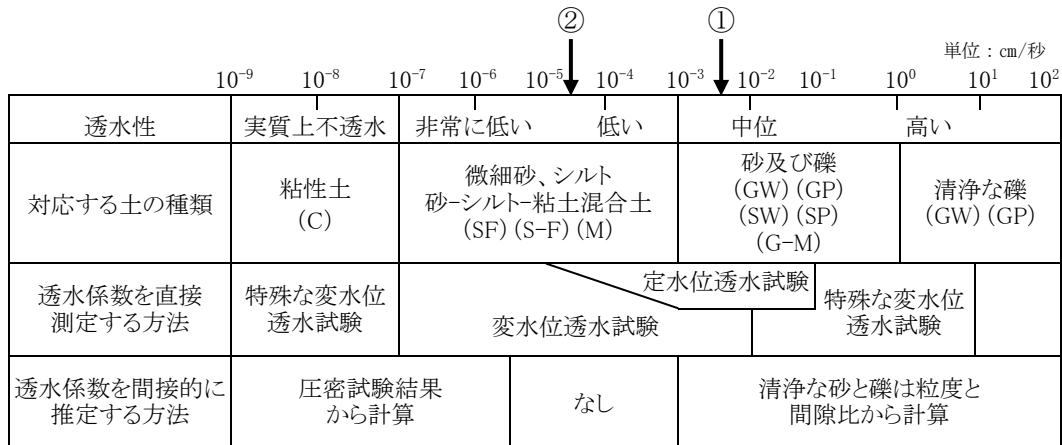 ② ①
単位：cm/秒
10⁻⁹ 10⁻⁸ 10⁻⁷ 10⁻⁶ 10⁻⁵ 10⁻⁴ 10⁻³ 10⁻² 10⁻¹ 10⁰ 10¹ 10²
透水性 実質上不透水 非常に低い 低い 中位 高い
対応する土の種類
粘性土
(C)
微細砂、シルト
砂−シルト−粘土混合土
(SF)(S−F)(M)
砂及び礫
(GW)(GP)
(SW)(SP)
(G−M)
清浄な礫
(GW)(GP)
透水係数を直接
測定する方法
特殊な変水位
透水試験
変水位透水試験
定水位透水試験
特殊な変水位
透水試験
透水係数を間接的に
推定する方法
圧密試験結果
から計算
なし
清浄な砂と礫は粒度と
間隙比から計算